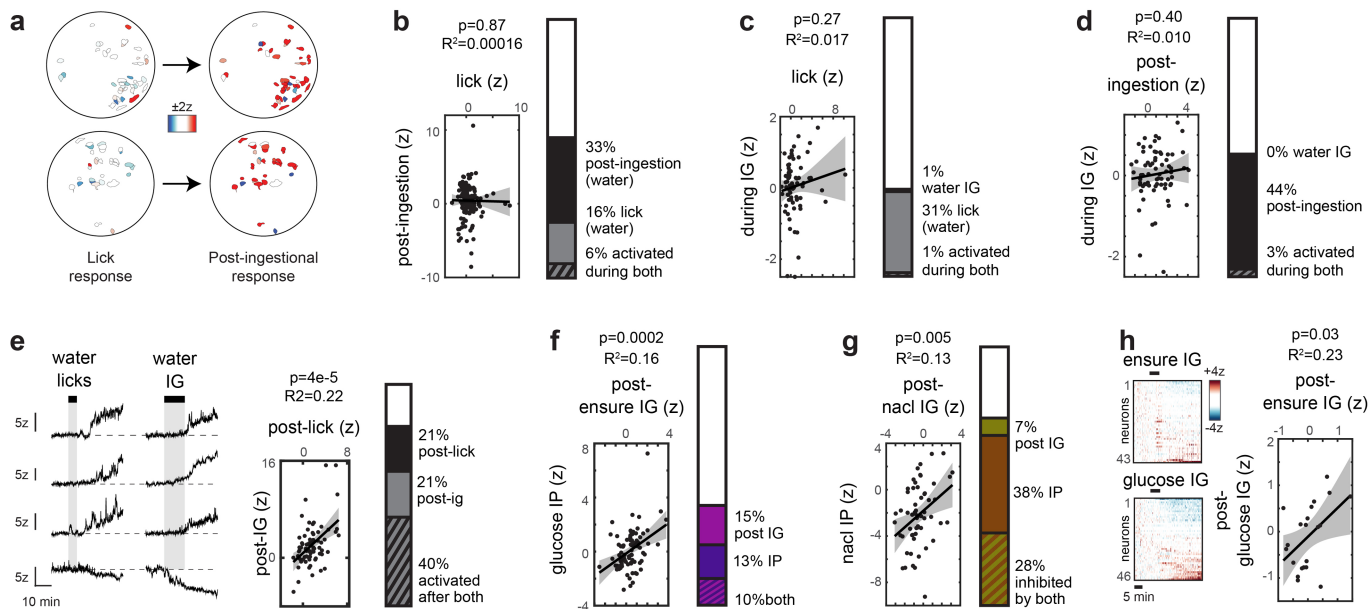 a
±2z
Lick
response
Post-ingestional
response
b
p=0.87
R²=0.00016
lick (z)
0
10
10
0
-10
post-ingestion (z)
33%
post-ingestion
(water)
16% lick
(water)
6% activated
during both
c
p=0.27
R²=0.017
lick (z)
0
8
2
0
-2
during IG (z)
1%
water IG
31% lick
(water)
1% activated
during both
d
p=0.40
R²=0.010
post-
ingestion (z)
0
4
2
0
-2
during IG (z)
0% water IG
44%
post-ingestion
3% activated
during both
e
water
licks
water
IG
5z
5z
5z
5z
10 min
p=4e-5
R2=0.22
post-lick (z)
0
8
16
0
post-IG (z)
21%
post-lick
21%
post-ig
40%
activated
after both
f
p=0.0002
R²=0.16
post-
ensure IG (z)
0
4
8
4
0
-4
glucose IP (z)
15%
post IG
13% IP
10%both
g
p=0.005
R²=0.13
post-
nacl IG (z)
-4
0
4
4
0
-4
-8
nacl IP (z)
7%
post IG
38% IP
28%
inhibited
by both
h
ensure IG
1
neurons
43
+4z
-4z
glucose IG
1
neurons
46
5 min
p=0.03
R²=0.23
post-
ensure IG (z)
-1
0
1
2
1
0
-1
post-
glucose IG (z)